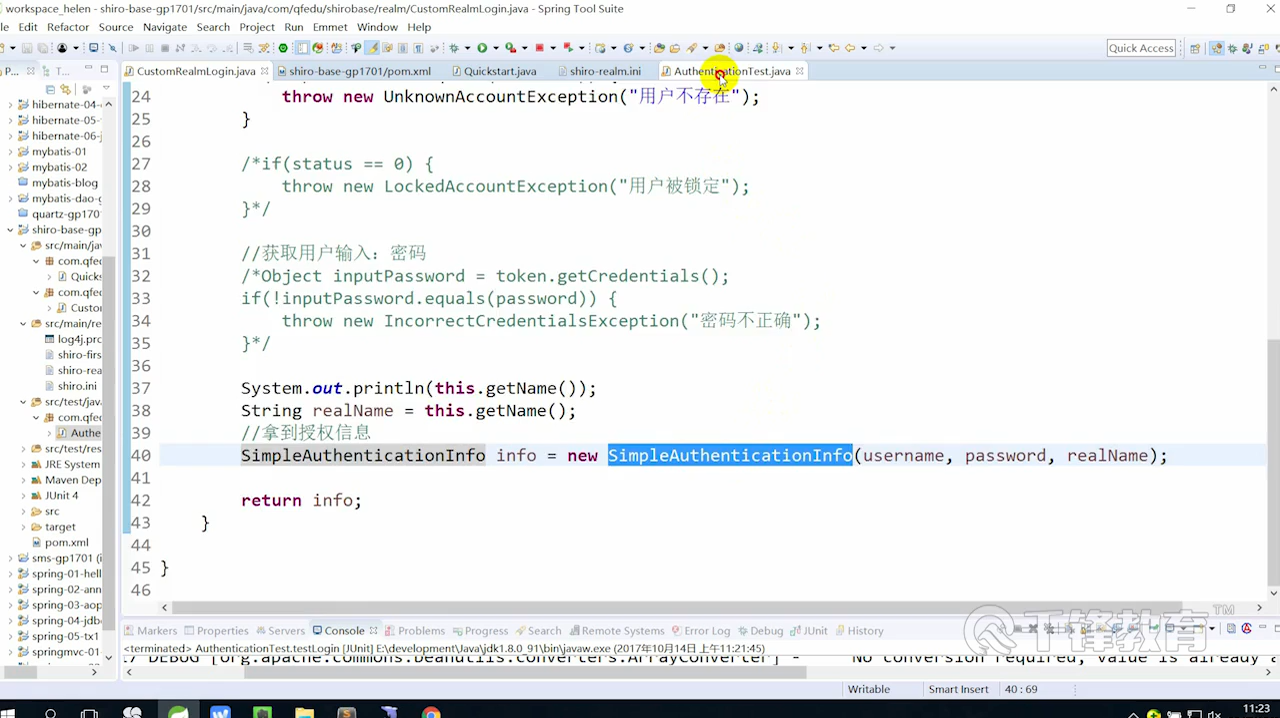 workspace_helen - shiro-base-gp1701/src/main/java/com/qfedu/shirobase/realm/CustomRealmLogin.java - Spring Tool Suite
le Edit Refactor Source Navigate Search Project Run Emmet Window Help
Quick Access
P... T... CustomRealmLogin.java shiro-base-gp1701/pom.xml Quickstart.java shiro-realm.ini AuthenticationTest.java
hibernate-04-
hibernate-05-
hibernate-06-j
mybatis-01
mybatis-02
mybatis-blog
mybatis-dao-g
quartz-gp1701
shiro-base-gp
src/main/jav
com.qfed
Quicks
com.qfed
Custo
src/main/re
log4j.pro
shiro-firs
shiro-rea
shiro.ini
src/test/jav
com.qfed
Authe
src/test/res
JRE System
Maven Dep
JUnit 4
src
target
pom.xml
sms-gp1701 (i
spring-01-hell
spring-02-ann
spring-03-aop
spring-04-jdb
spring-05-tx1
springmvc-01
24 throw new UnknownAccountException("用户不存在");
25 }
26
27 /*if(status == 0) {
28 throw new LockedAccountException("用户被锁定");
29 }*/
30
31 //获取用户输入: 密码
32 /*Object inputPassword = token.getCredentials();
33 if(!inputPassword.equals(password)) {
34 throw new IncorrectCredentialsException("密码不正确");
35 }*/
36
37 System.out.println(this.getName());
38 String realName = this.getName();
39 //拿到授权信息
40 SimpleAuthenticationInfo info = new SimpleAuthenticationInfo(username, password, realName);
41
42 return info;
43 }
44
45 }
46
千锋教育 TM
Markers Properties Servers Console Problems Progress Search Remote Systems Error Log Debug JUnit History
<terminated> AuthenticationTest.testLogin [JUnit] E:\development\Java\jdk1.8.0_91\bin\javaw.exe (2017年10月14日 上午11:21:45)
DEBUG [org.apache.commons.beanutils.converters.ArrayConverter] - No conversion required, value is already a
Writable Smart Insert 40 : 69
11:23